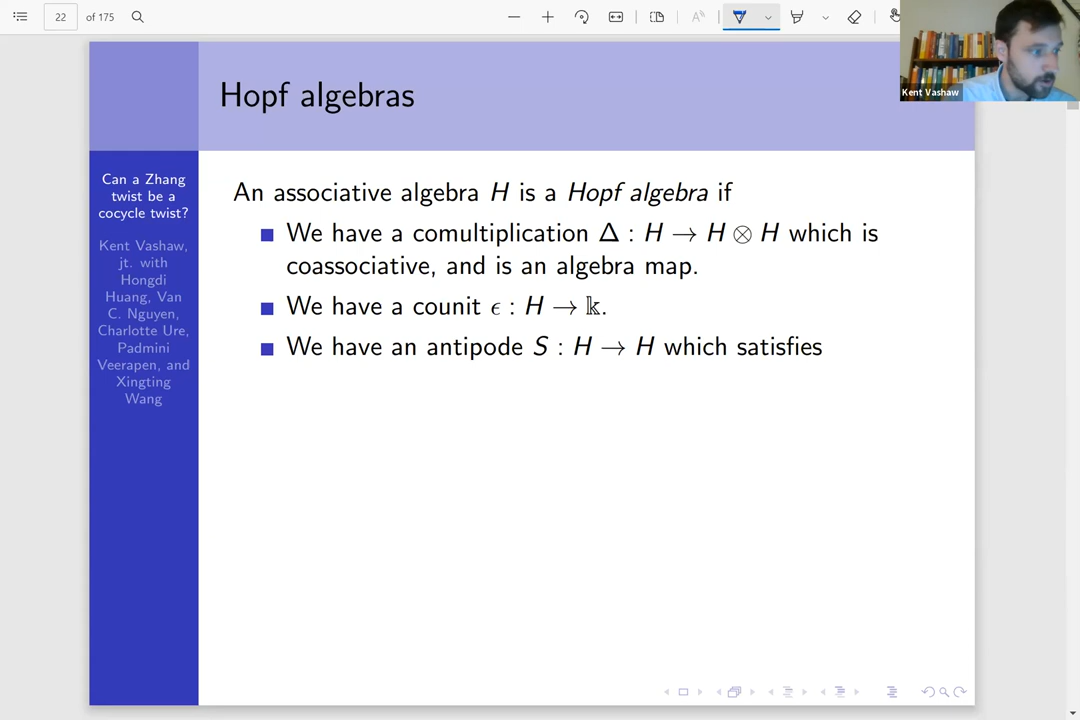 22 of 175
Kent Vashaw
Hopf algebras
Can a Zhang
twist be a
cocycle twist?
Kent Vashaw,
jt. with
Hongdi
Huang, Van
C. Nguyen,
Charlotte Ure,
Padmini
Veerapen, and
Xingting
Wang
An associative algebra H is a Hopf algebra if
We have a comultiplication Δ : H → H ⊗ H which is
coassociative, and is an algebra map.
We have a counit ϵ : H → 𝕜.
We have an antipode S : H → H which satisfies